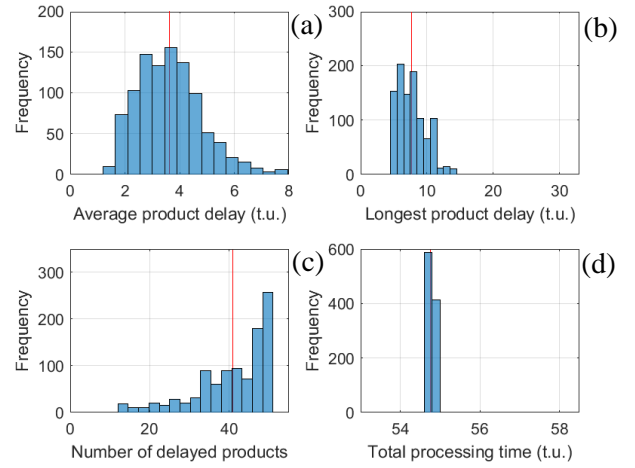 200
150
100
50
0
Frequency
0 2 4 6 8
Average product delay (t.u.)
(a)
300
200
100
0
Frequency
0 10 20 30
Longest product delay (t.u.)
(b)
300
200
100
0
Frequency
0 20 40
Number of delayed products
(c)
600
400
200
0
Frequency
54 56 58
Total processing time (t.u.)
(d)